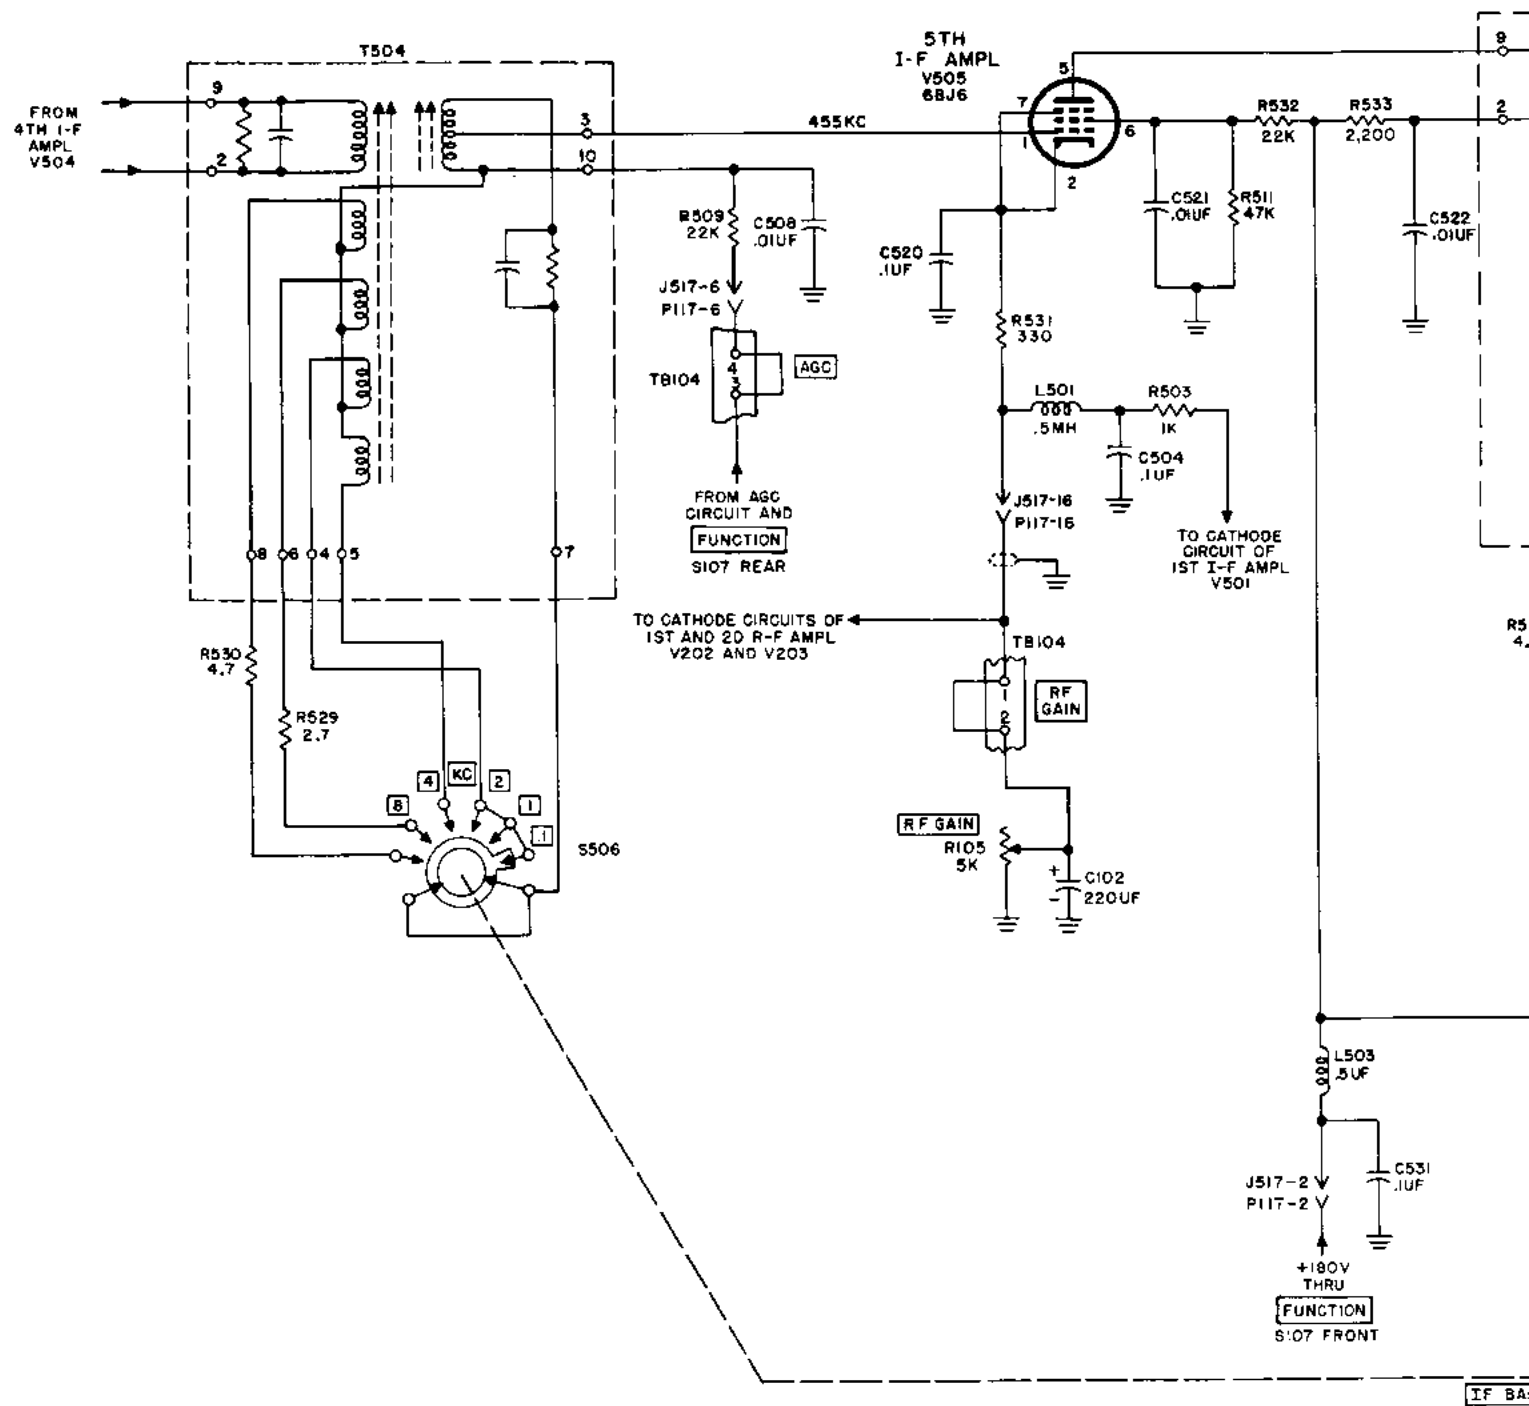 T504
9
FROM
4TH I-F
AMPL
V504
2
3
10
455KC
5TH
I-F AMPL
V505
6BJ6
5
7
1
6
2
R532
22K
R533
2,200
9
2
R509
22K
C508
.01UF
C521
.01UF
R511
47K
C522
.01UF
C520
.1UF
J517-6
P117-6
TB104
4
3
AGC
R531
330
L501
.5MH
R503
1K
C504
.1UF
FROM AGC
CIRCUIT AND
FUNCTION
S107 REAR
J517-16
P117-16
TO CATHODE
CIRCUIT OF
1ST I-F AMPL
V501
8
6
4
5
7
TO CATHODE CIRCUITS OF
1ST AND 2D R-F AMPL
V202 AND V203
TB104
1
2
RF
GAIN
R530
4.7
R529
2.7
R5
4.
8
4
KC
2
1
.1
S506
RF GAIN
R105
5K
+
-
C102
220UF
L503
.5UF
J517-2
P117-2
C531
.1UF
+180V
THRU
FUNCTION
S107 FRONT
IF BA